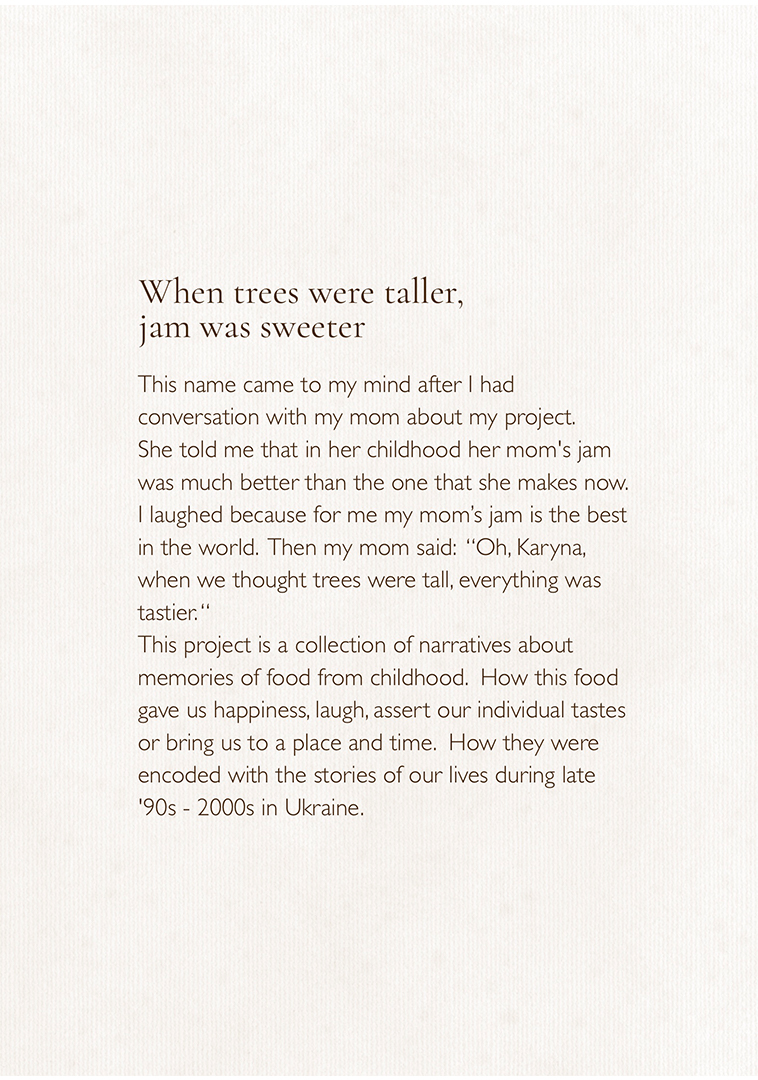 When trees were taller,
jam was sweeter
This name came to my mind after I had
conversation with my mom about my project.
She told me that in her childhood her mom's jam
was much better than the one that she makes now.
I laughed because for me my mom’s jam is the best
in the world.  Then my mom said:  “Oh, Karyna,
when we thought trees were tall, everything was
tastier.“
This project is a collection of narratives about
memories of food from childhood.  How this food
gave us happiness, laugh, assert our individual tastes
or bring us to a place and time.  How they were
encoded with the stories of our lives during late
'90s - 2000s in Ukraine.